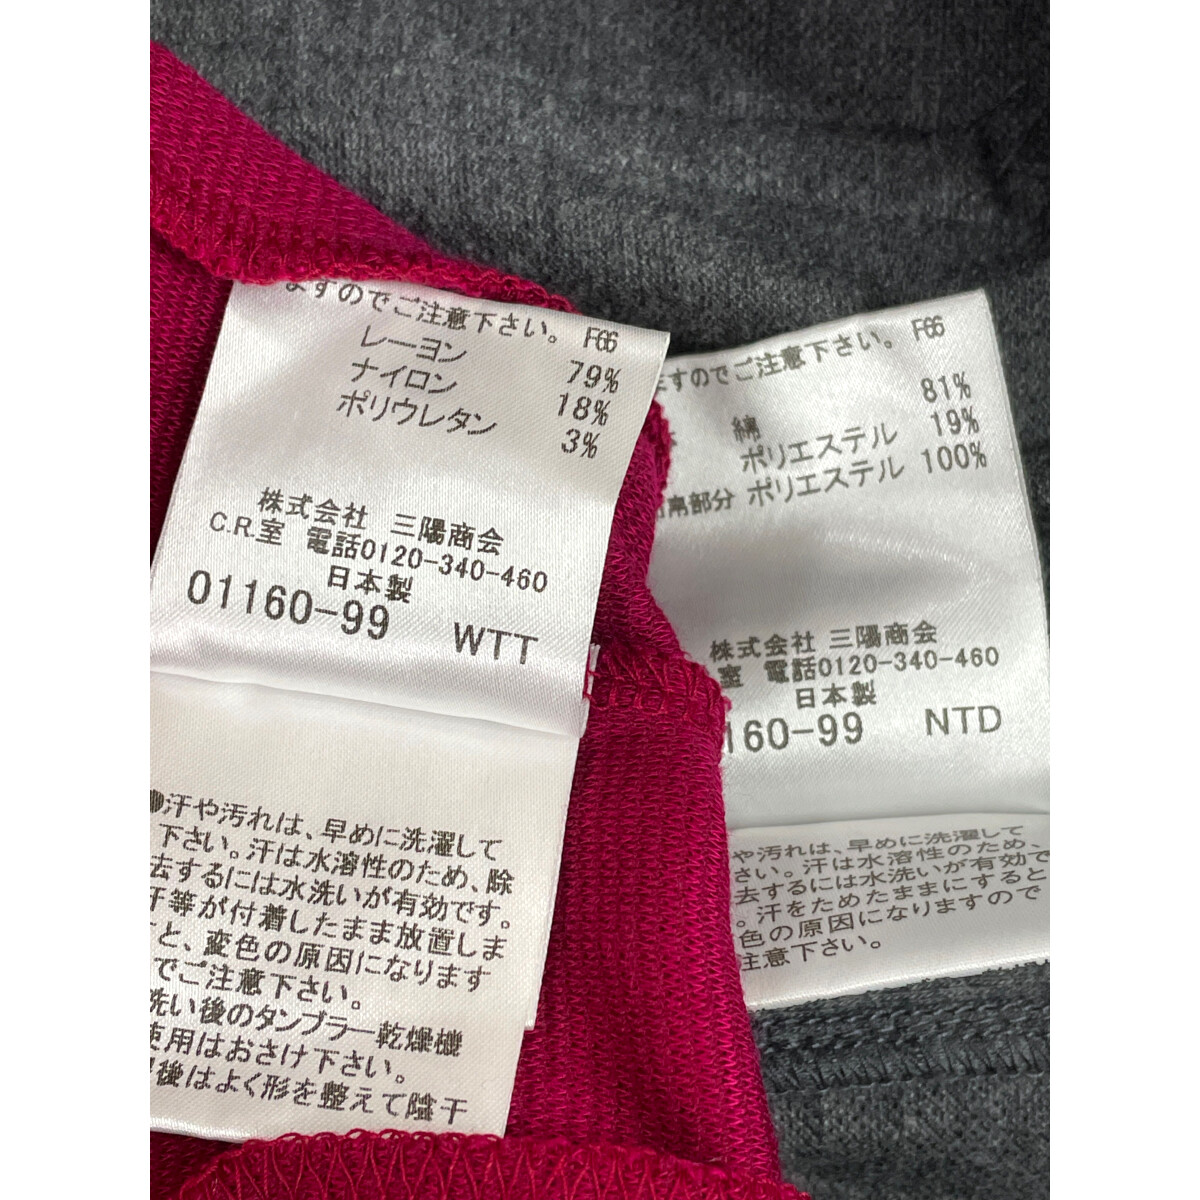 ますのでご注意下さい。 F66
レーヨン 79%
ナイロン 18%
ポリウレタン 3%
株式会社 三陽商会
C.R.室 電話0120-340-460
日本製
01160-99 WTT
●汗や汚れは、早めに洗濯して
下さい。汗は水溶性のため、除
去するには水洗いが有効です。
汗等が付着したまま放置しま
すと、変色の原因になります
でご注意下さい。
洗い後のタンブラー乾燥機
使用はおさけ下さい。
後はよく形を整えて陰干
ますのでご注意下さい。 F66
綿 81%
ポリエステル 19%
帛部分 ポリエステル 100%
株式会社 三陽商会
室 電話0120-340-460
日本製
160-99 NTD
や汚れは、早めに洗濯して
さい。汗は水溶性のため、
去するには水洗いが有効で
。汗をためたままにすると
色の原因になりますので
注意下さい。